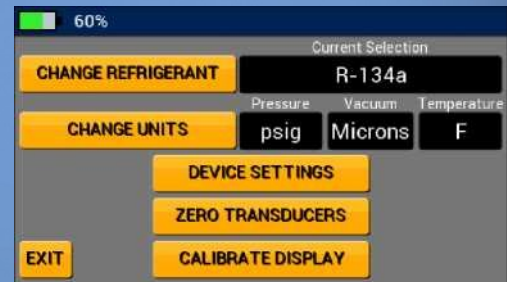 60%
Current Selection
CHANGE REFRIGERANT R-134a
Pressure Vacuum Temperature
CHANGE UNITS psig Microns F
DEVICE SETTINGS
ZERO TRANSDUCERS
EXIT CALIBRATE DISPLAY